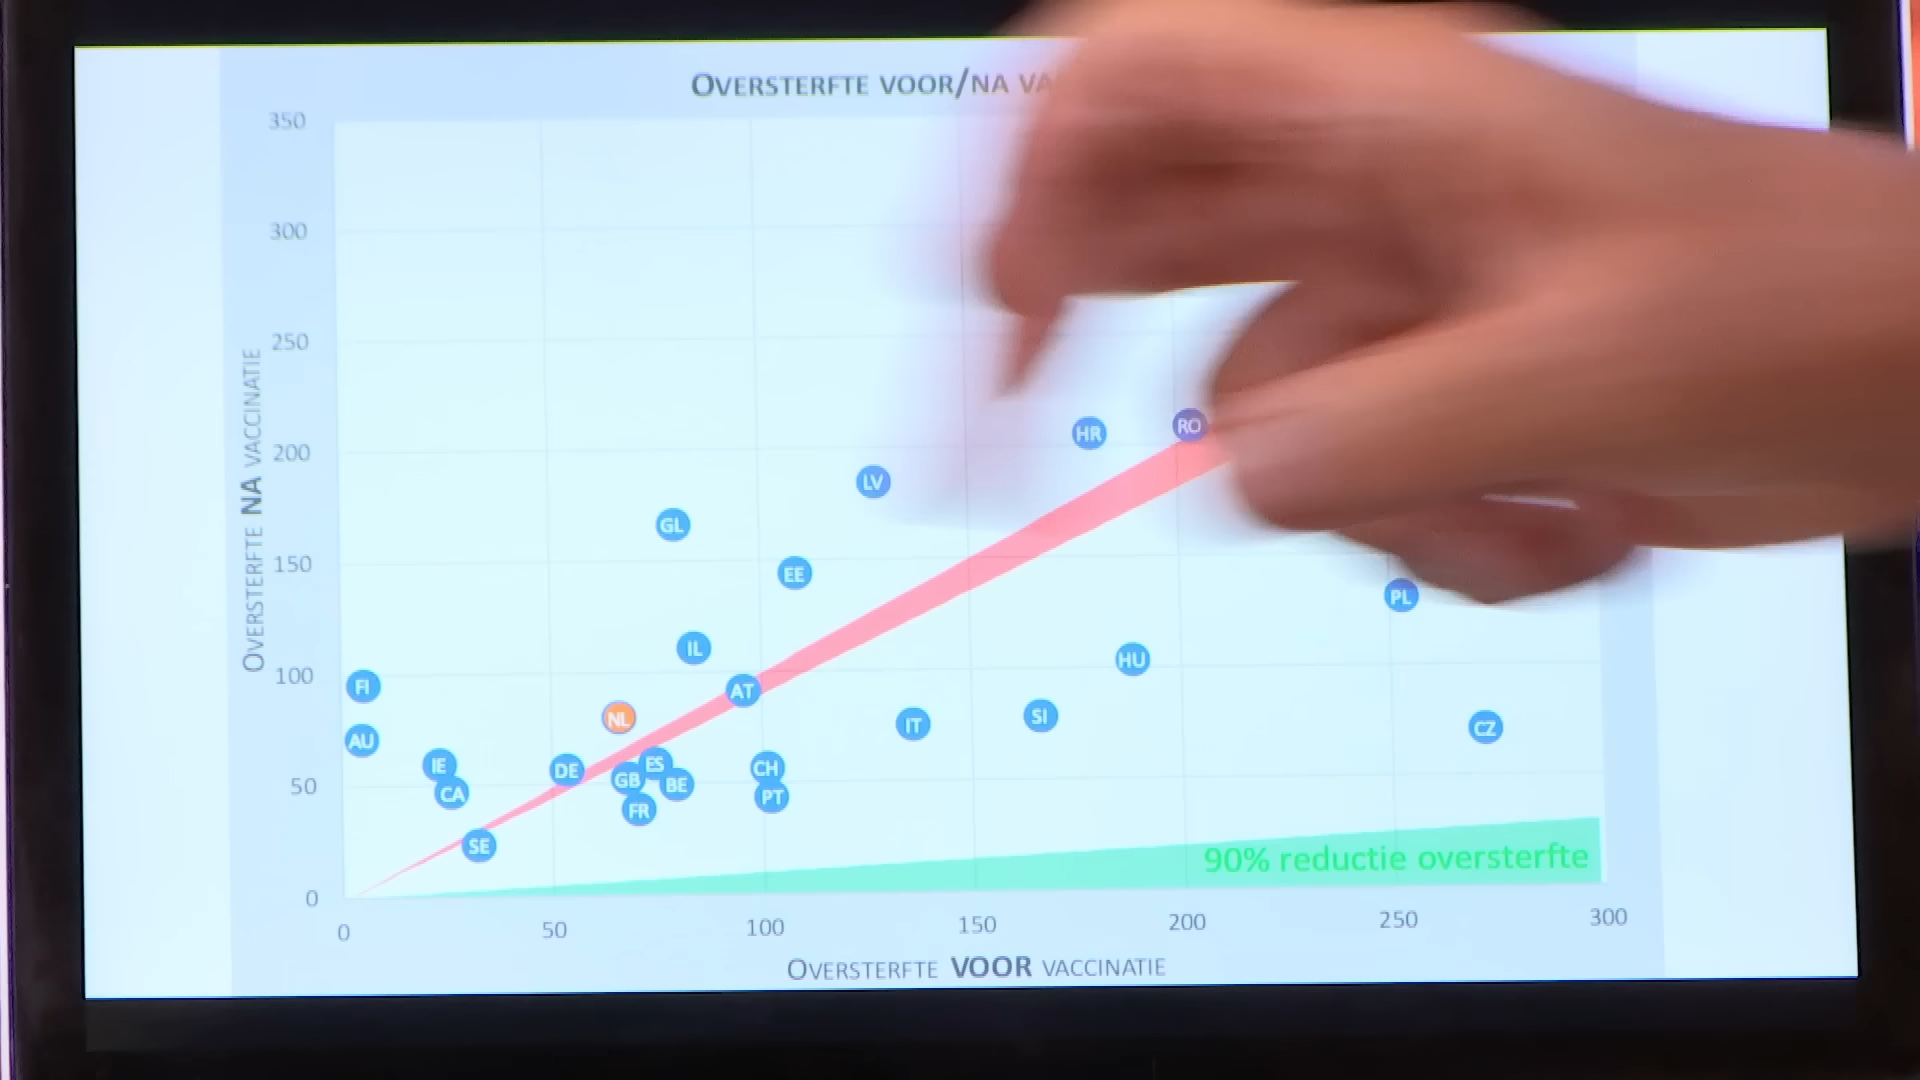 OVERSTERFTE VOOR/NA
350
300
250
200
150
100
50
0
OVERSTERFTE NA VACCINATIE
HR
RO
LV
GL
EE
PL
IL
HU
FI
AT
NL
SI
IT
CZ
AU
IE
DE
ES
CH
GB
BE
CA
PT
FR
SE
90% reductie oversterfte
0
50
100
150
200
250
300
OVERSTERFTE VOOR VACCINATIE